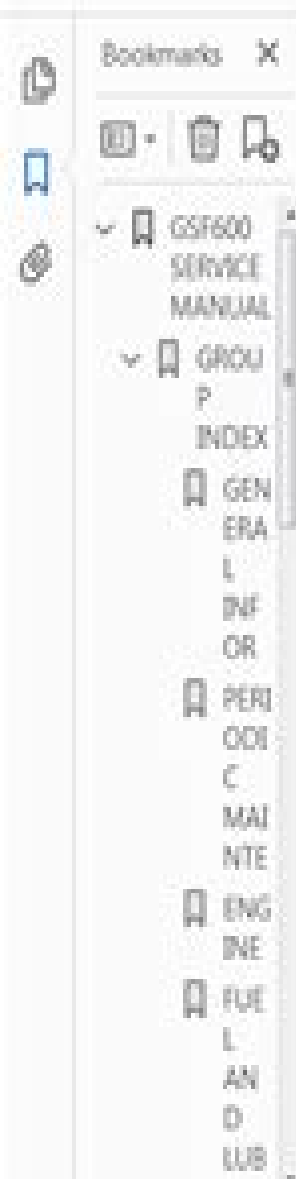 Bookmarks
GSF600
SERVICE
MANUAL
GROU
P
INDEX
GEN
ERA
L
INF
OR
PERI
ODI
C
MAI
NTE
ENG
INE
FUE
L
AN
D
LUB